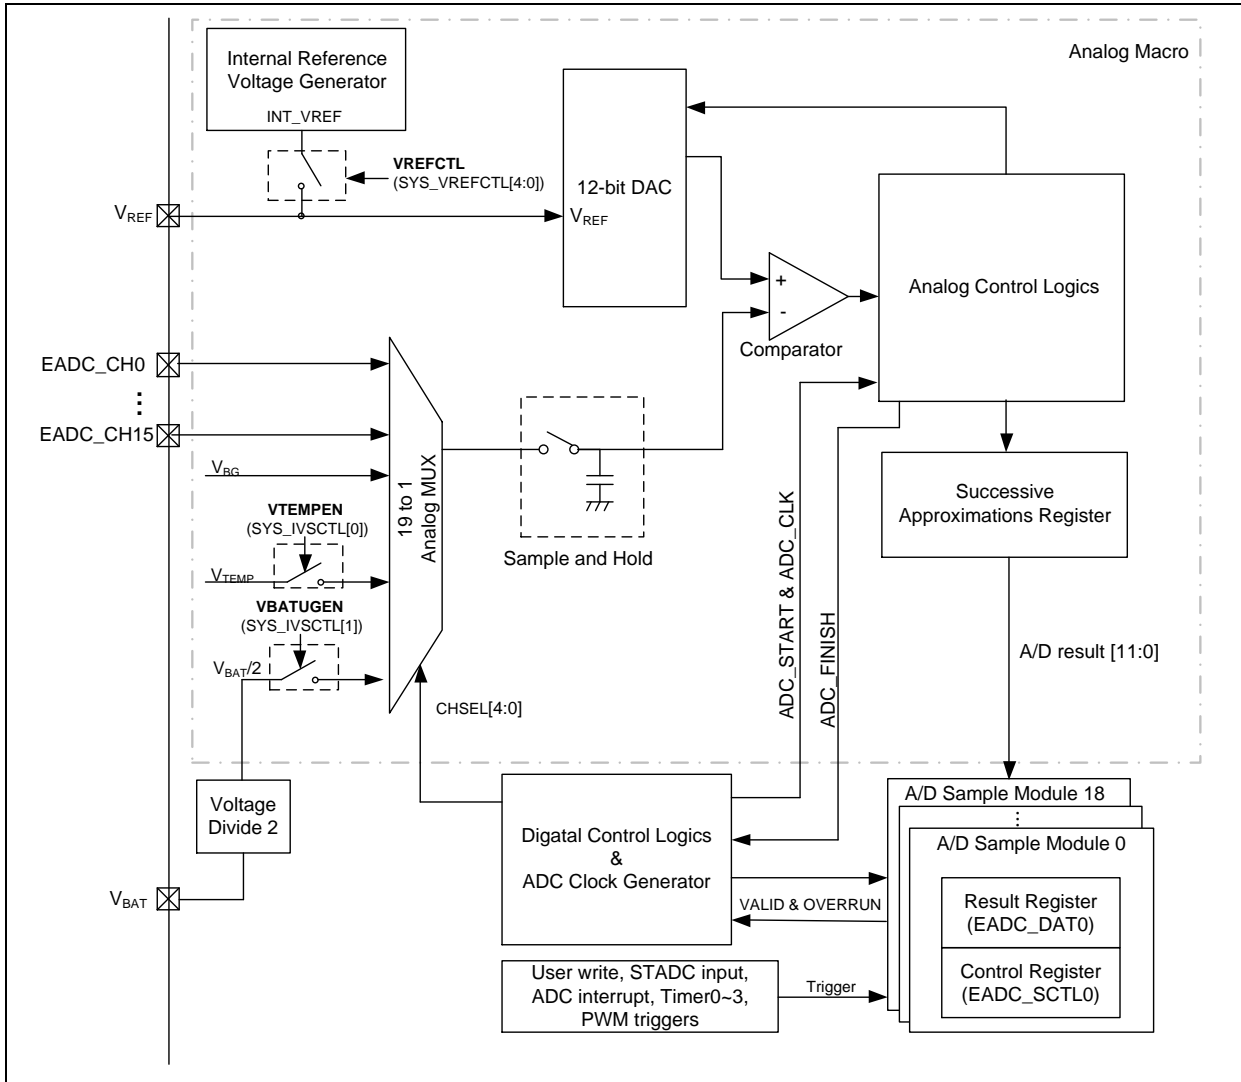 Analog Macro
Internal Reference
Voltage Generator
INT_VREF
VREFCTL
(SYS_VREFCTL[4:0])
12-bit DAC
VREF
VREF
Analog Control Logics
+
-
Comparator
EADC_CH0
⋮
EADC_CH15
VBG
VTEMPEN
(SYS_IVSCTL[0])
VTEMP
VBATUGEN
(SYS_IVSCTL[1])
VBAT/2
19 to 1
Analog MUX
Sample and Hold
CHSEL[4:0]
ADC_START & ADC_CLK
ADC_FINISH
Successive
Approximations Register
A/D result [11:0]
Voltage
Divide 2
VBAT
Digatal Control Logics
&
ADC Clock Generator
VALID & OVERRUN
A/D Sample Module 18
⋮
A/D Sample Module 0
Result Register
(EADC_DAT0)
Control Register
(EADC_SCTL0)
User write, STADC input,
ADC interrupt, Timer0~3,
PWM triggers
Trigger